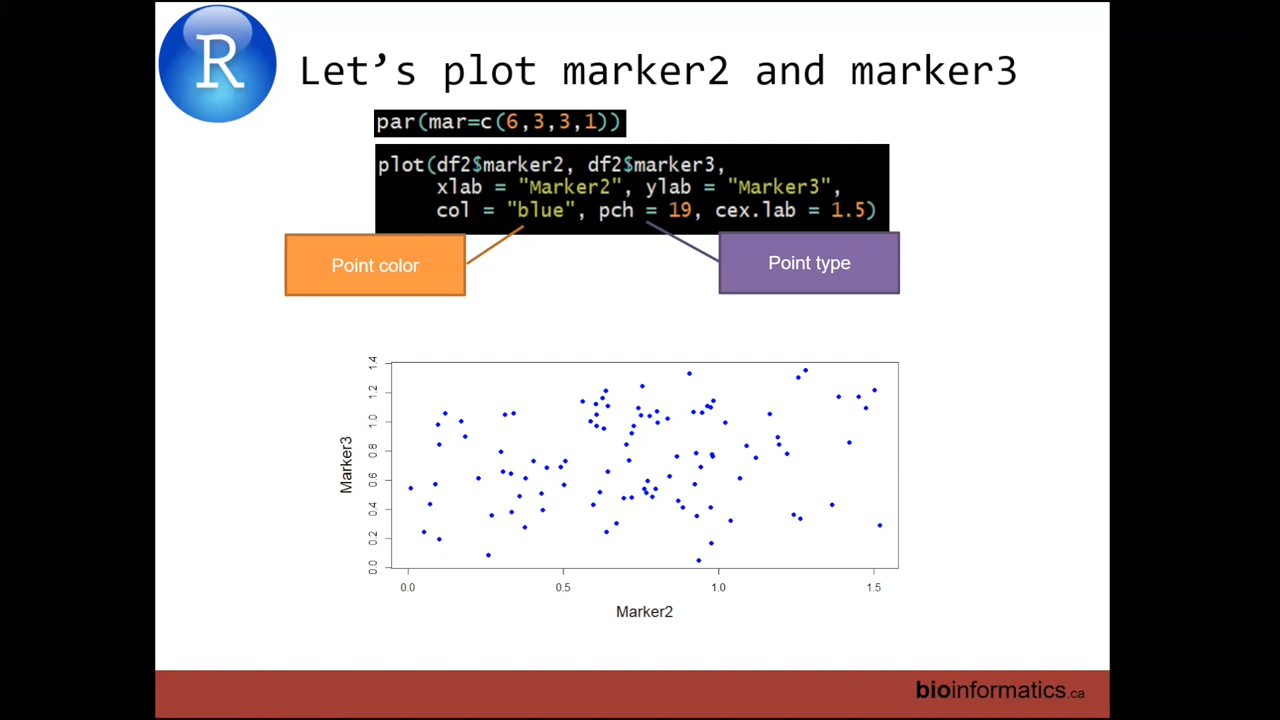 R
Let’s plot marker2 and marker3
par(mar=c(6,3,3,1))
plot(df2$marker2, df2$marker3,
xlab = "Marker2", ylab = "Marker3",
col = "blue", pch = 19, cex.lab = 1.5)
Point color
Point type
Marker3
1.4
1.2
1.0
0.8
0.6
0.4
0.2
0.0
0.0 0.5 1.0 1.5
Marker2
bioinformatics.ca